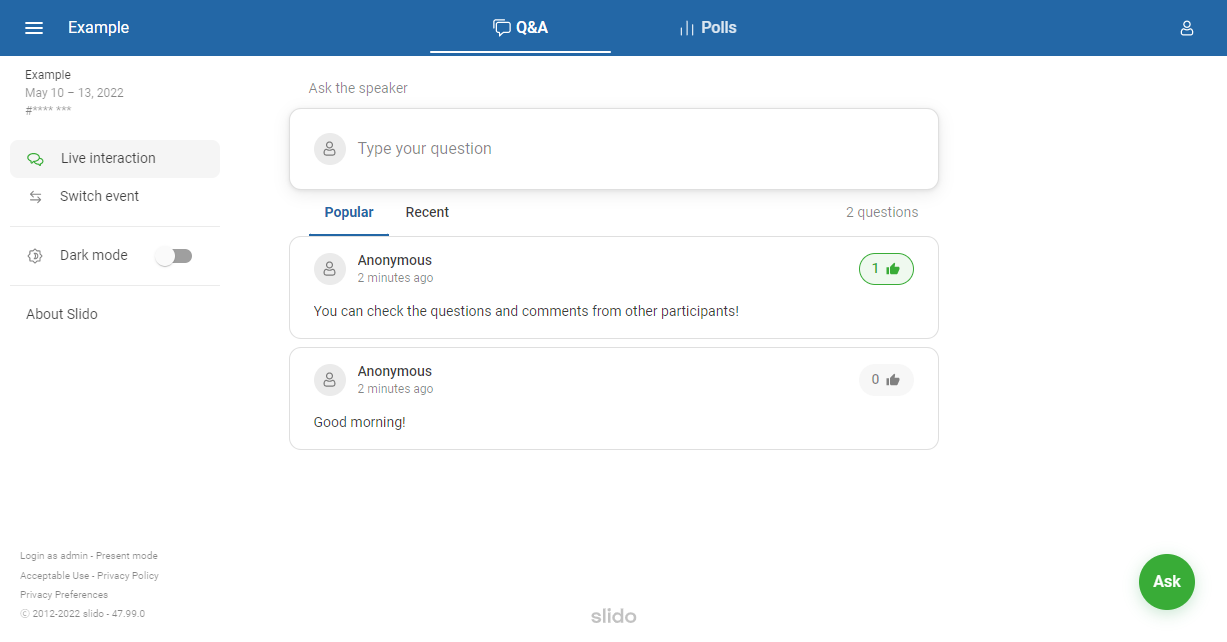 Example
Q&A
Polls
Example
May 10 – 13, 2022
#**** ***
Live interaction
Switch event
Dark mode
About Slido
Ask the speaker
Type your question
Popular
Recent
2 questions
Anonymous
2 minutes ago
1
You can check the questions and comments from other participants!
Anonymous
2 minutes ago
0
Good morning!
Login as admin - Present mode
Acceptable Use - Privacy Policy
Privacy Preferences
© 2012-2022 slido - 47.99.0
slido
Ask